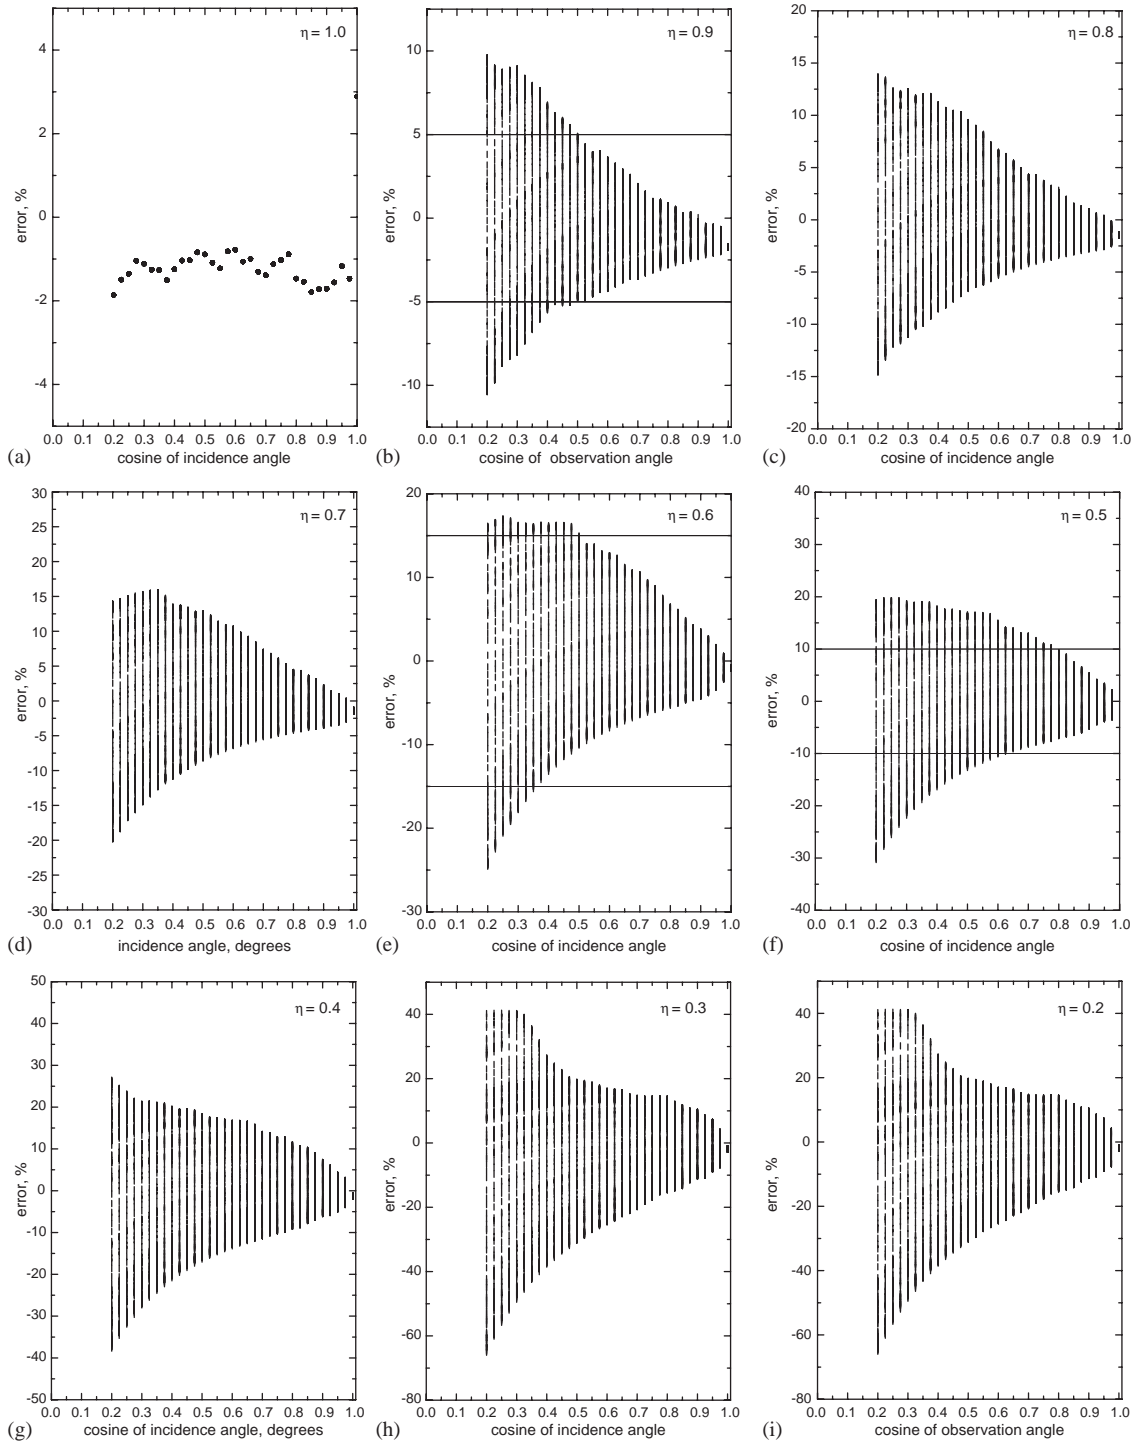 η = 1.0
4
2
0
-2
-4
error, %
0.0 0.1 0.2 0.3 0.4 0.5 0.6 0.7 0.8 0.9 1.0
(a) cosine of incidence angle
η = 0.9
10
5
0
-5
-10
error, %
0.0 0.1 0.2 0.3 0.4 0.5 0.6 0.7 0.8 0.9 1.0
(b) cosine of observation angle
η = 0.8
20
15
10
5
0
-5
-10
-15
-20
error, %
0.0 0.1 0.2 0.3 0.4 0.5 0.6 0.7 0.8 0.9 1.0
(c) cosine of incidence angle
η = 0.7
30
25
20
15
10
5
0
-5
-10
-15
-20
-25
-30
error, %
0.0 0.1 0.2 0.3 0.4 0.5 0.6 0.7 0.8 0.9 1.0
(d) incidence angle, degrees
η = 0.6
20
10
0
-10
-20
-30
error, %
0.0 0.1 0.2 0.3 0.4 0.5 0.6 0.7 0.8 0.9 1.0
(e) cosine of incidence angle
η = 0.5
40
30
20
10
0
-10
-20
-30
-40
error, %
0.0 0.1 0.2 0.3 0.4 0.5 0.6 0.7 0.8 0.9 1.0
(f) cosine of incidence angle
η = 0.4
50
40
30
20
10
0
-10
-20
-30
-40
-50
error, %
0.0 0.1 0.2 0.3 0.4 0.5 0.6 0.7 0.8 0.9 1.0
(g) cosine of incidence angle, degrees
η = 0.3
40
20
0
-20
-40
-60
-80
error, %
0.0 0.1 0.2 0.3 0.4 0.5 0.6 0.7 0.8 0.9 1.0
(h) cosine of incidence angle
η = 0.2
40
20
0
-20
-40
-60
-80
error, %
0.0 0.1 0.2 0.3 0.4 0.5 0.6 0.7 0.8 0.9 1.0
(i) cosine of observation angle